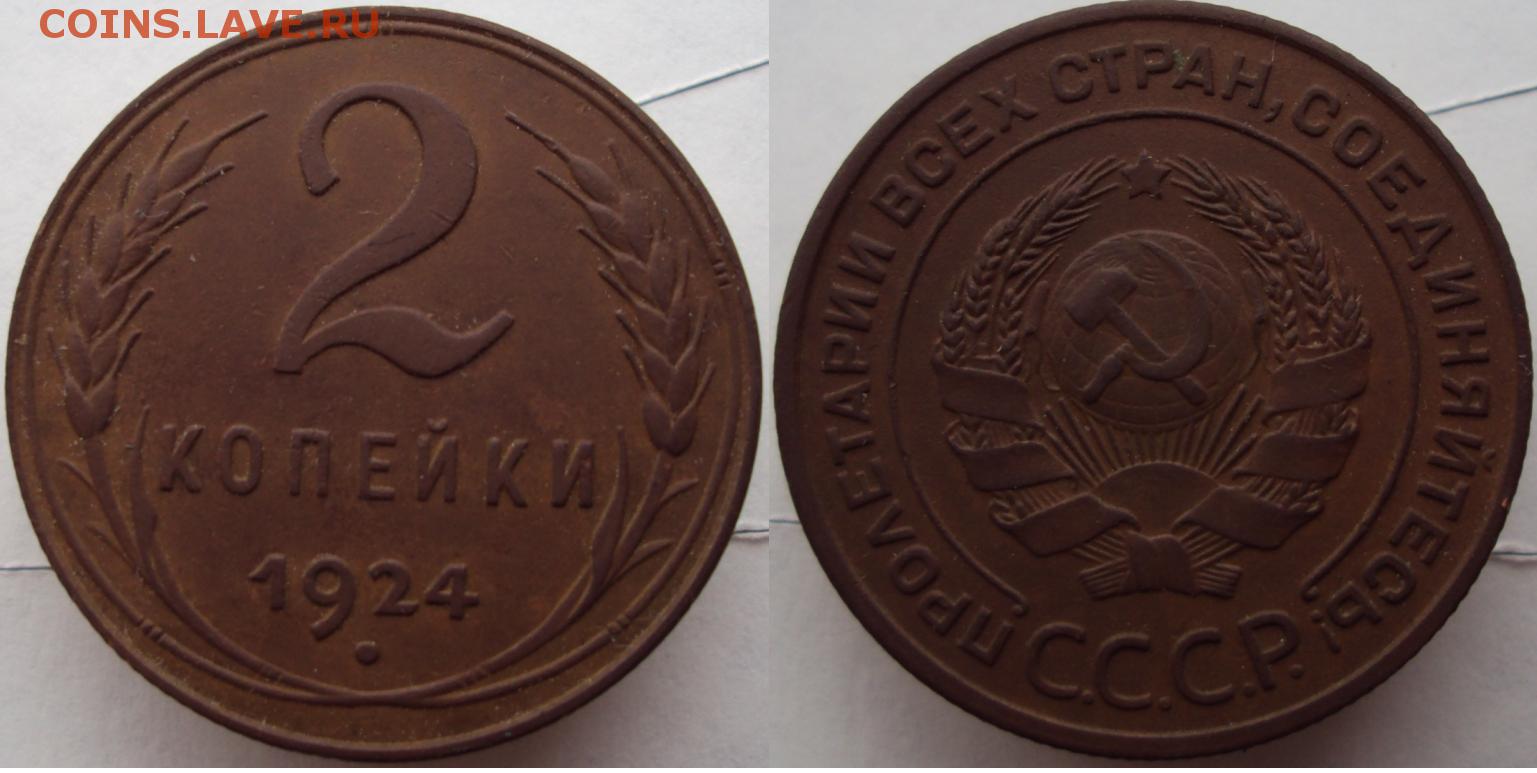 COINS.LAVE.RU
2
КОПЕЙКИ
1924
ПРОЛЕТАРИИ ВСЕХ СТРАН, СОЕДИНЯЙТЕСЬ!
С.С.С.Р.